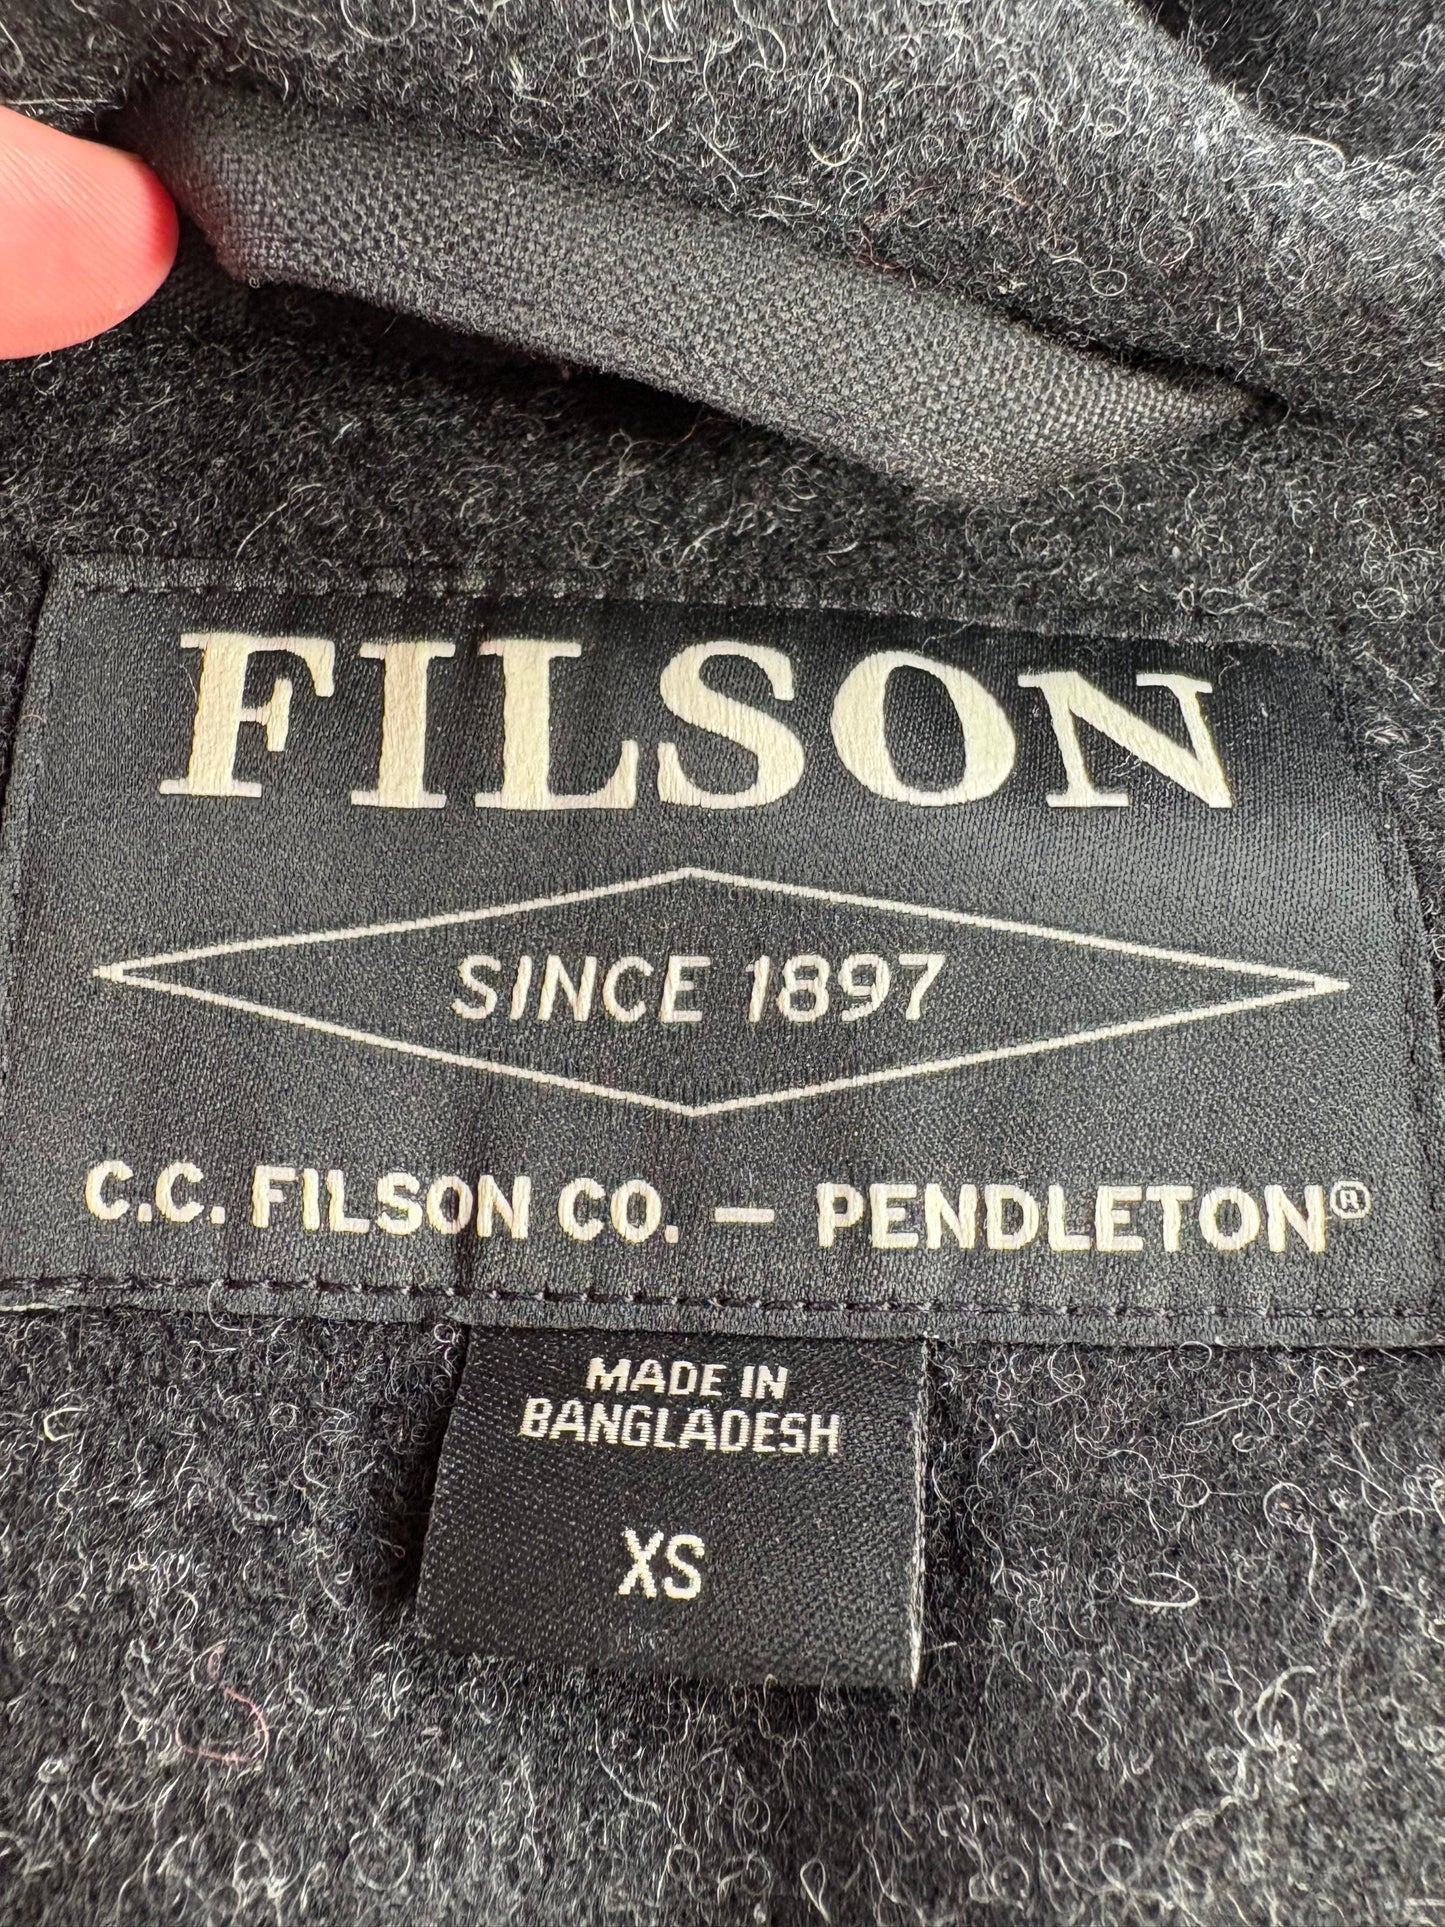 FILSON
SINCE 1897
C.C. FILSON CO. — PENDLETON®
MADE IN
BANGLADESH
XS